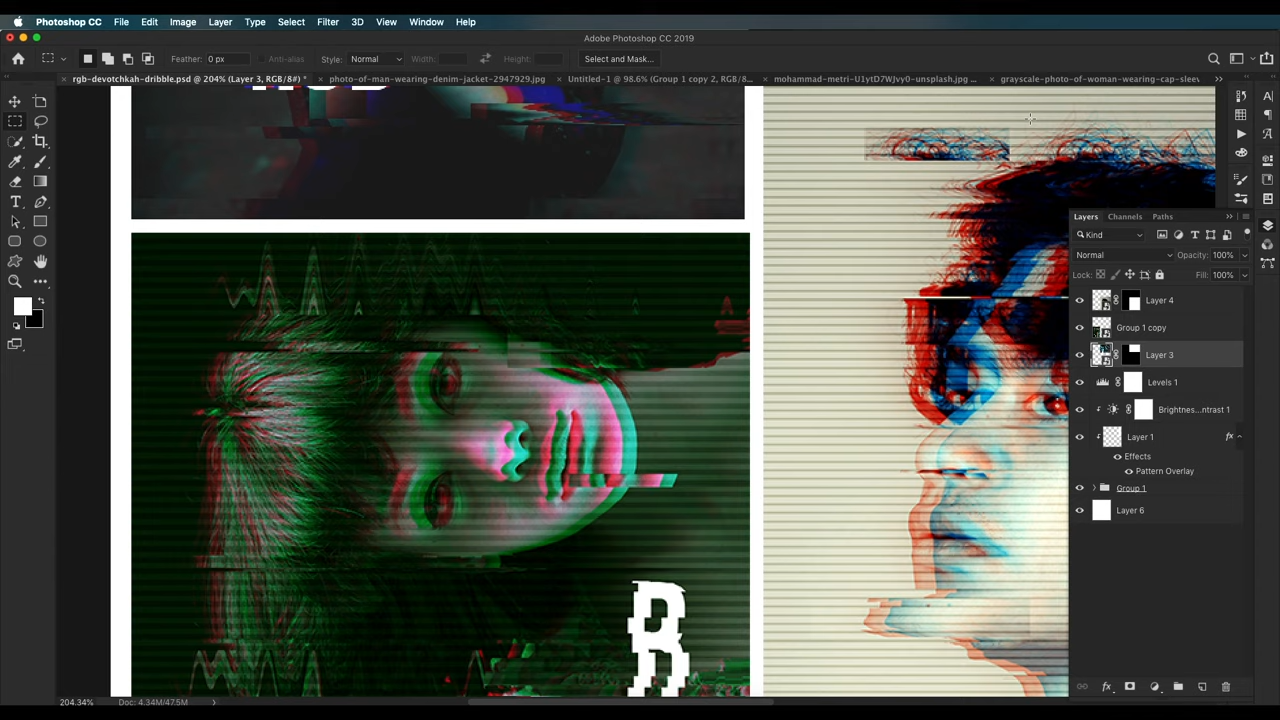 Photoshop CC File Edit Image Layer Type Select Filter 3D View Window Help
Adobe Photoshop CC 2019
Feather: 0 px Anti-alias Style: Normal Width: Height: Select and Mask...
rgb-devotchkah-dribble.psd @ 204% (Layer 3, RGB/8#) * photo-of-man-wearing-denim-jacket-2947929.jpg Untitled-1 @ 98.6% (Group 1 copy 2, RGB/8... mohammad-metri-U1ytD7WJvy0-unsplash.jpg ... grayscale-photo-of-woman-wearing-cap-sleev
Layers Channels Paths
Kind
Normal Opacity: 100%
Lock: Fill: 100%
Layer 4
Group 1 copy
Layer 3
Levels 1
Brightness...ntrast 1
Layer 1 fx
Effects
Pattern Overlay
Group 1
Layer 6
R
204.34% Doc: 4.34M/47.5M